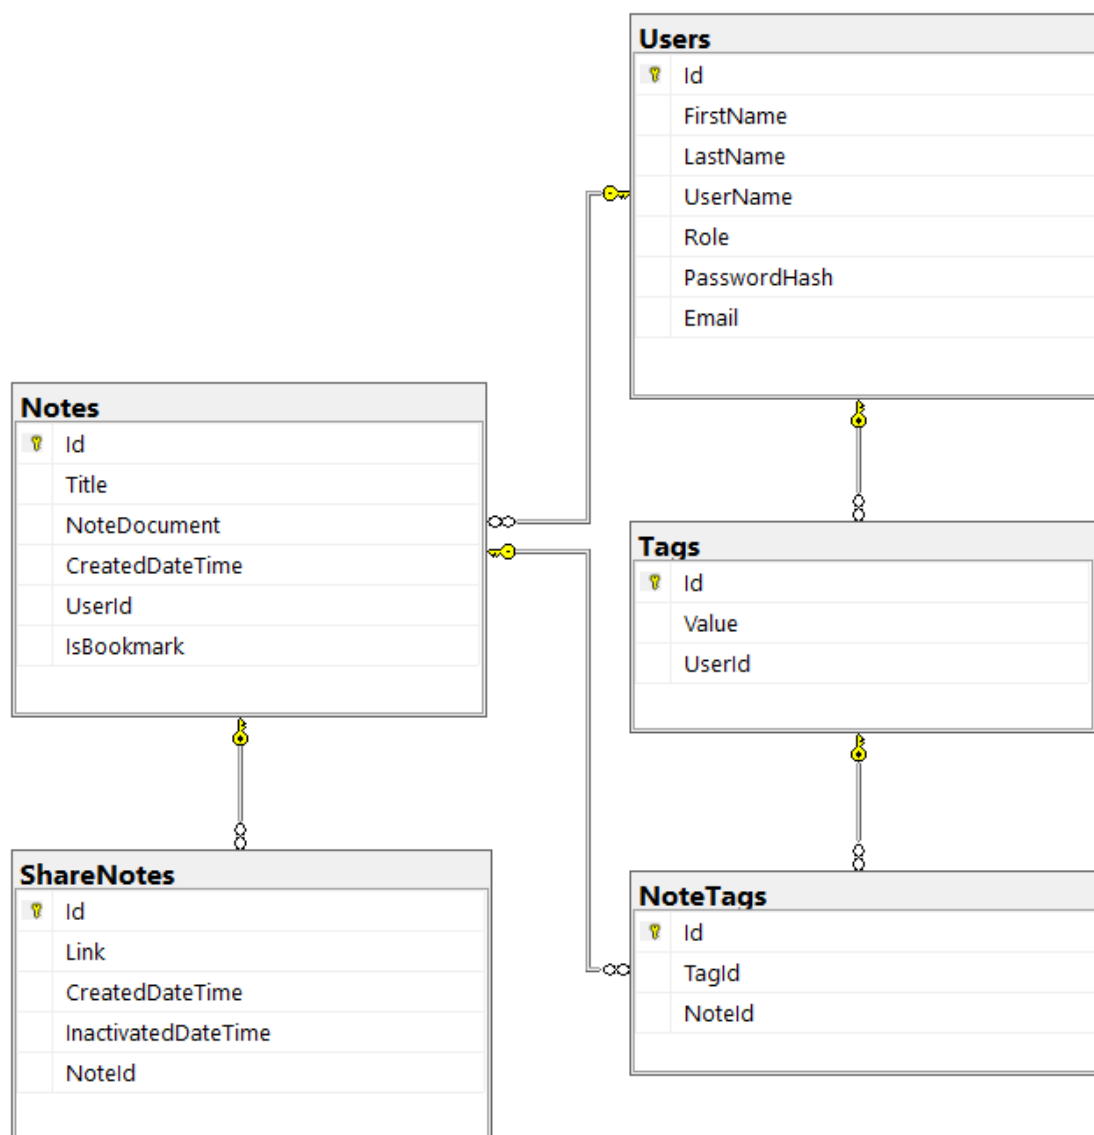 Users
Id
FirstName
LastName
UserName
Role
PasswordHash
Email
Notes
Id
Title
NoteDocument
CreatedDateTime
UserId
IsBookmark
Tags
Id
Value
UserId
ShareNotes
Id
Link
CreatedDateTime
InactivatedDateTime
NoteId
NoteTags
Id
TagId
NoteId